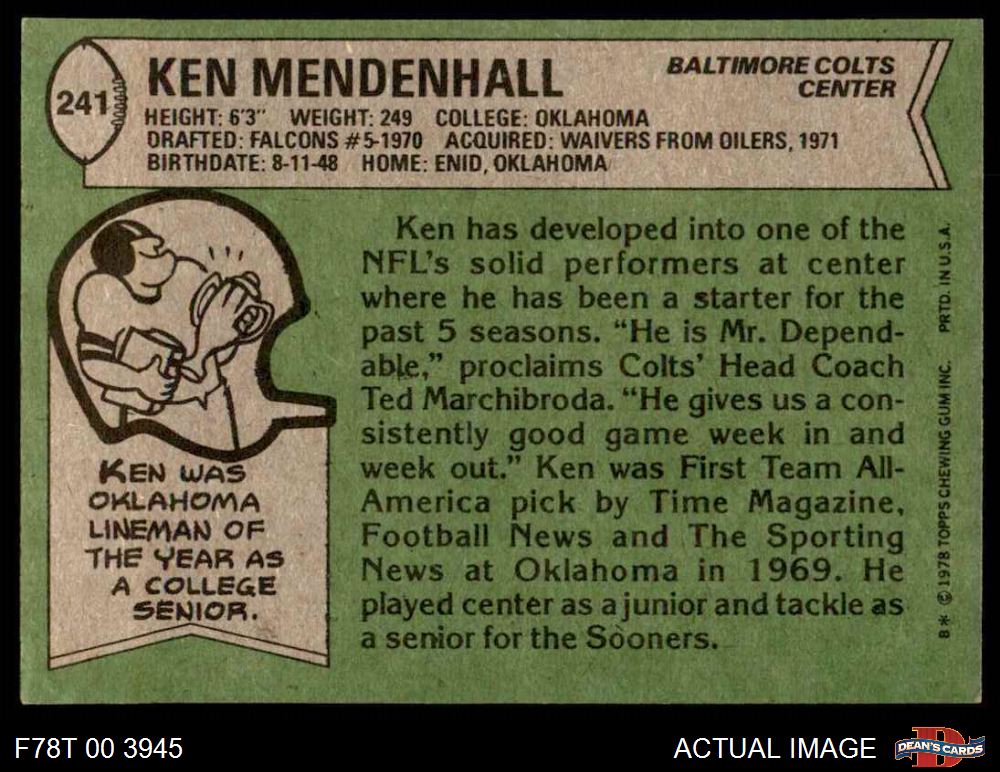 241
KEN MENDENHALL
BALTIMORE COLTS
CENTER
HEIGHT: 6'3" WEIGHT: 249 COLLEGE: OKLAHOMA
DRAFTED: FALCONS #5-1970 ACQUIRED: WAIVERS FROM OILERS, 1971
BIRTHDATE: 8-11-48 HOME: ENID, OKLAHOMA
KEN WAS
OKLAHOMA
LINEMAN OF
THE YEAR AS
A COLLEGE
SENIOR.
Ken has developed into one of the
NFL's solid performers at center
where he has been a starter for the
past 5 seasons. "He is Mr. Depend-
able," proclaims Colts' Head Coach
Ted Marchibroda. "He gives us a con-
sistently good game week in and
week out." Ken was First Team All-
America pick by Time Magazine,
Football News and The Sporting
News at Oklahoma in 1969. He
played center as a junior and tackle as
a senior for the Sooners.
8* © 1978 TOPPS CHEWING GUM INC. PRTD. IN U.S.A.
F78T 00 3945
ACTUAL IMAGE
D
DEAN'S CARDS